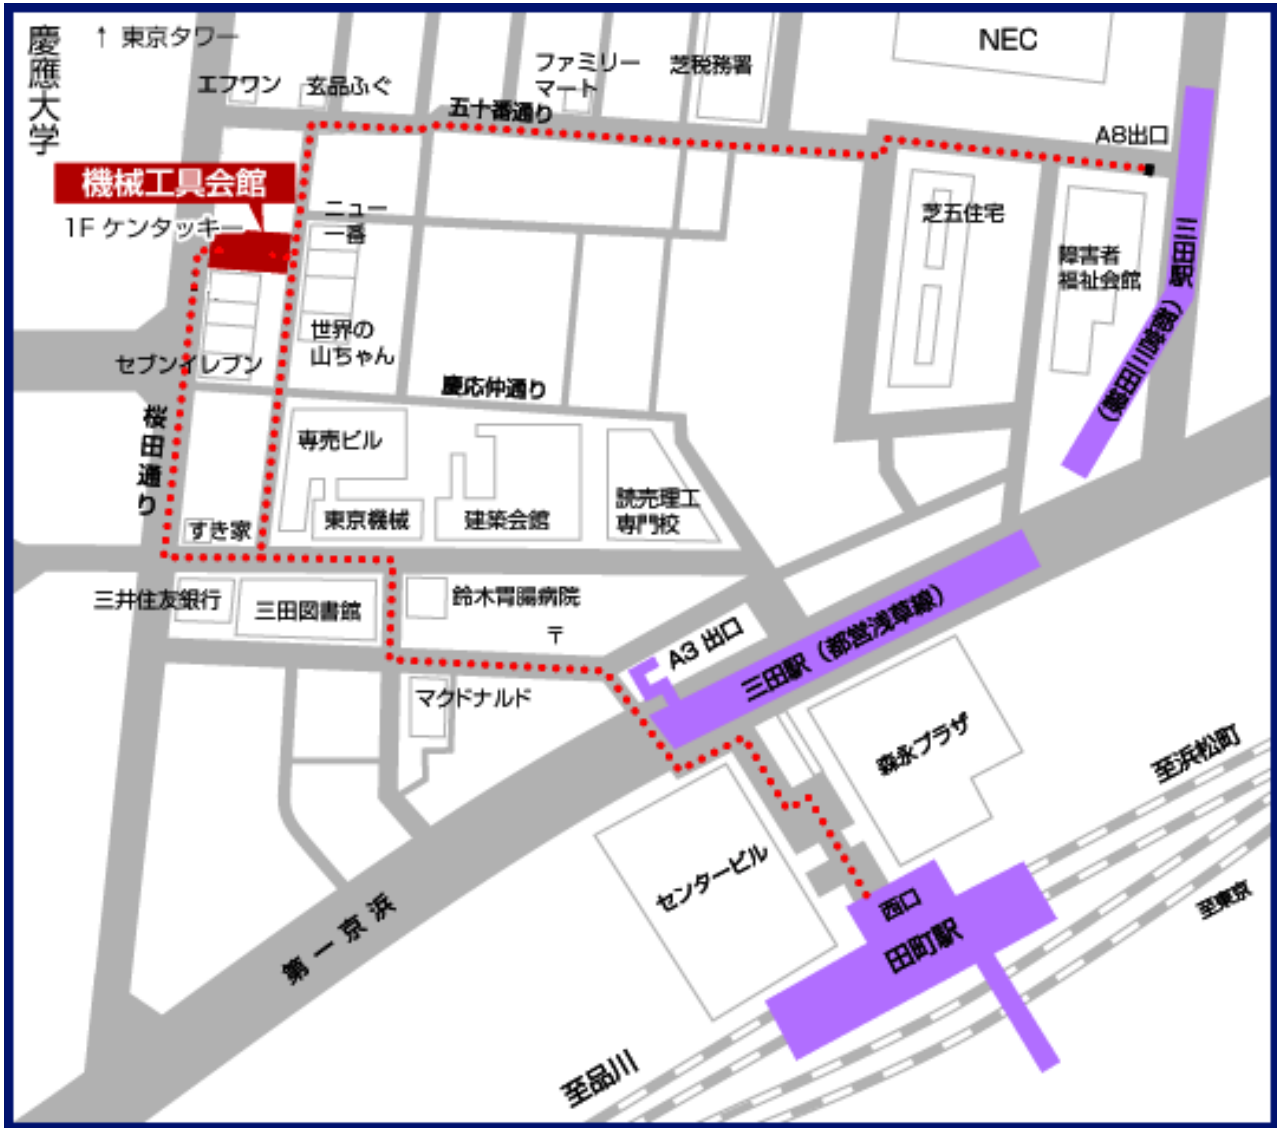 慶應大学
↑ 東京タワー
NEC
エフワン
玄品ふぐ
ファミリー
マート
芝税務署
五十番通り
A8出口
機械工具会館
1F ケンタッキー
ニュー
一番
芝五住宅
三田駅（都営三田線）
障害者
福祉会館
世界の
山ちゃん
セブンイレブン
慶応仲通り
桜田通り
専売ビル
東京機械
建築会館
読売理工
専門校
すき家
三井住友銀行
三田図書館
鈴木胃腸病院
〒
A3 出口
三田駅（都営浅草線）
マクドナルド
森永プラザ
至浜松町
センタービル
西口
田町駅
至東京
第一京浜
至品川